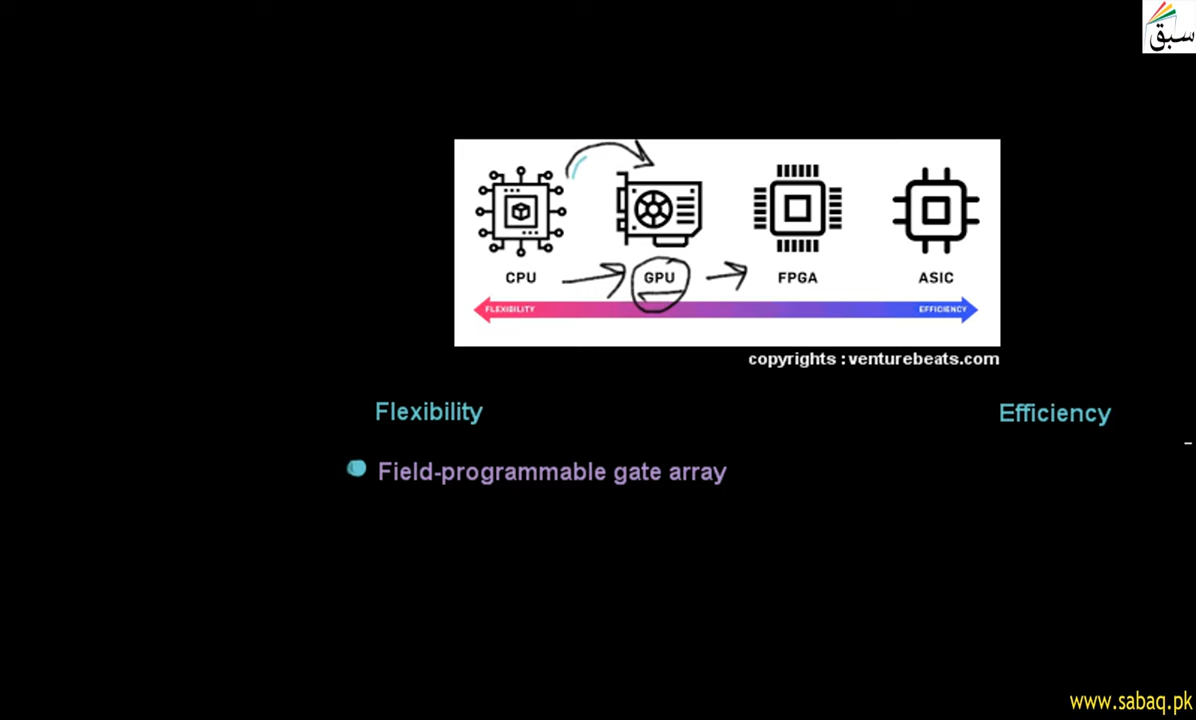 سبق
CPU GPU FPGA ASIC
FLEXIBILITY EFFICIENCY
copyrights : venturebeats.com
Flexibility Efficiency
Field-programmable gate array
www.sabaq.pk